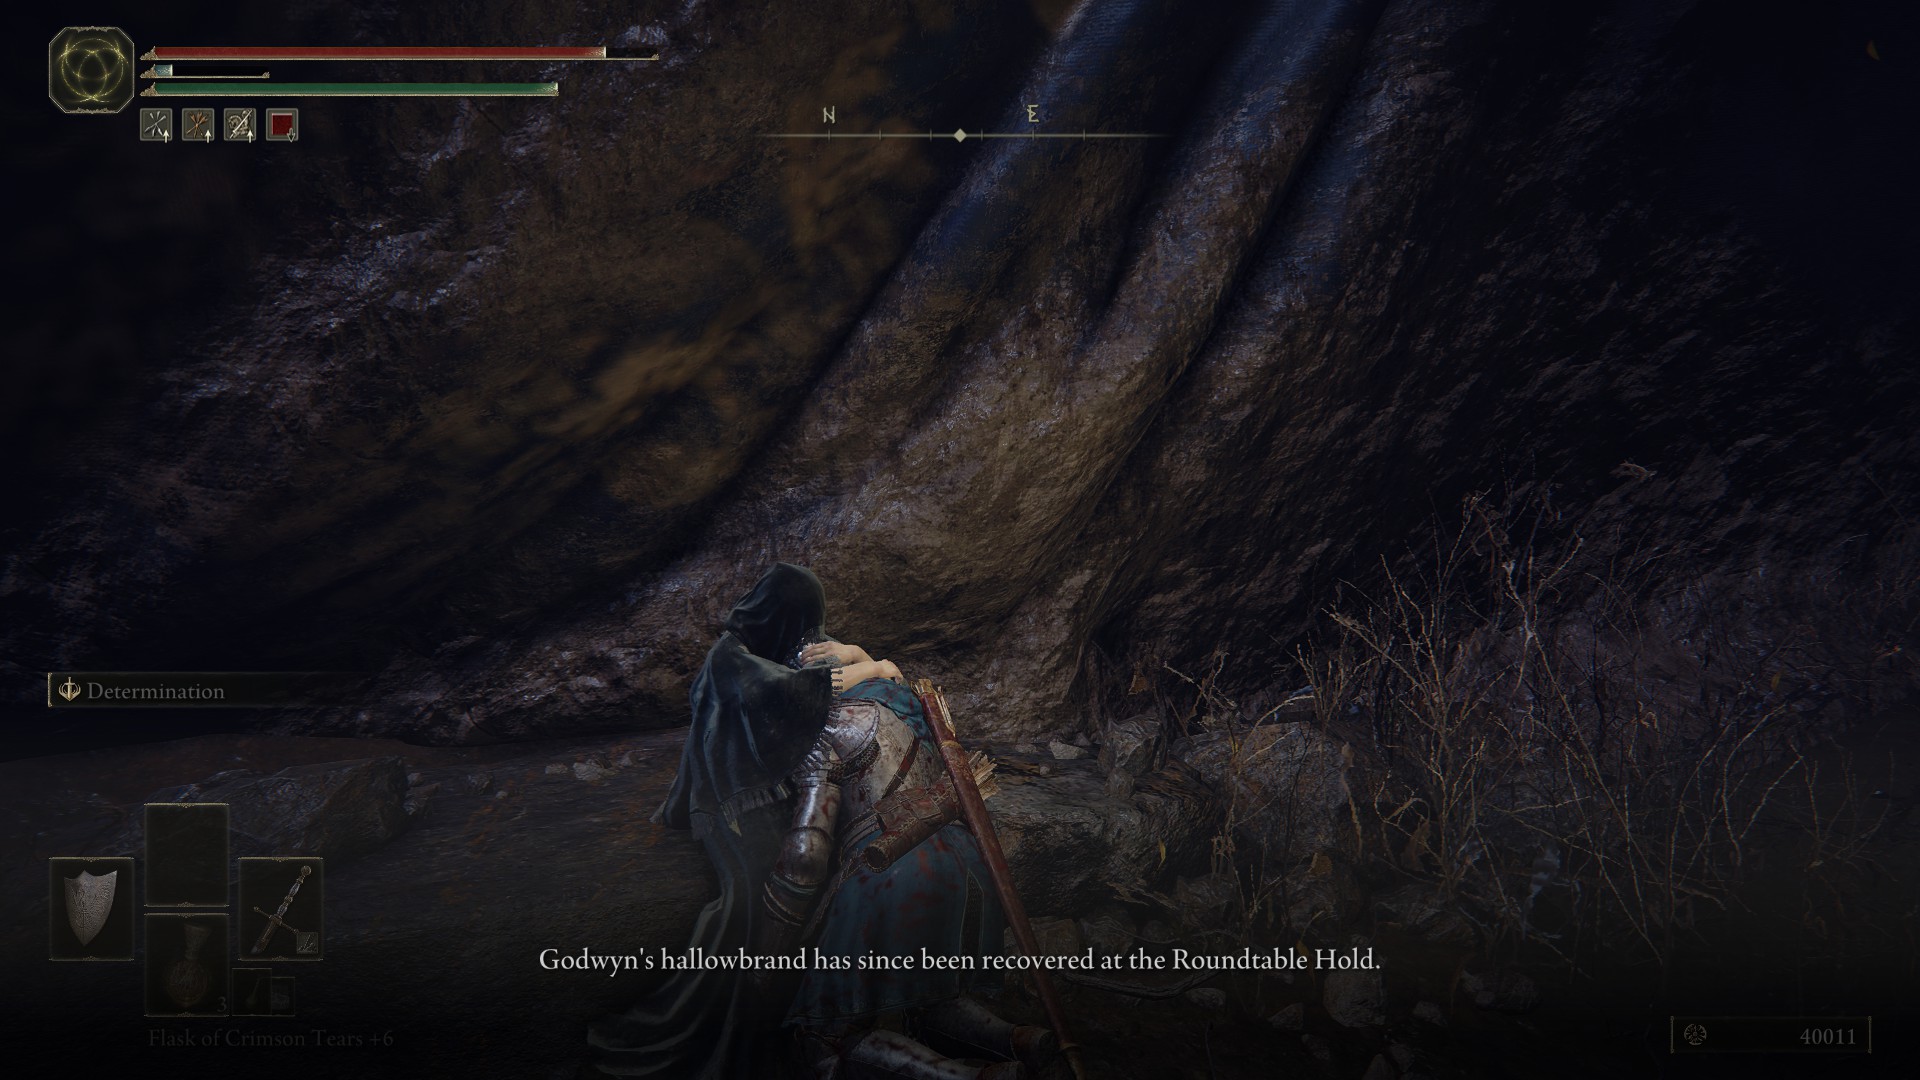 N
E
Determination
Godwyn's hallowbrand has since been recovered at the Roundtable Hold.
3
Flask of Crimson Tears +6
40011